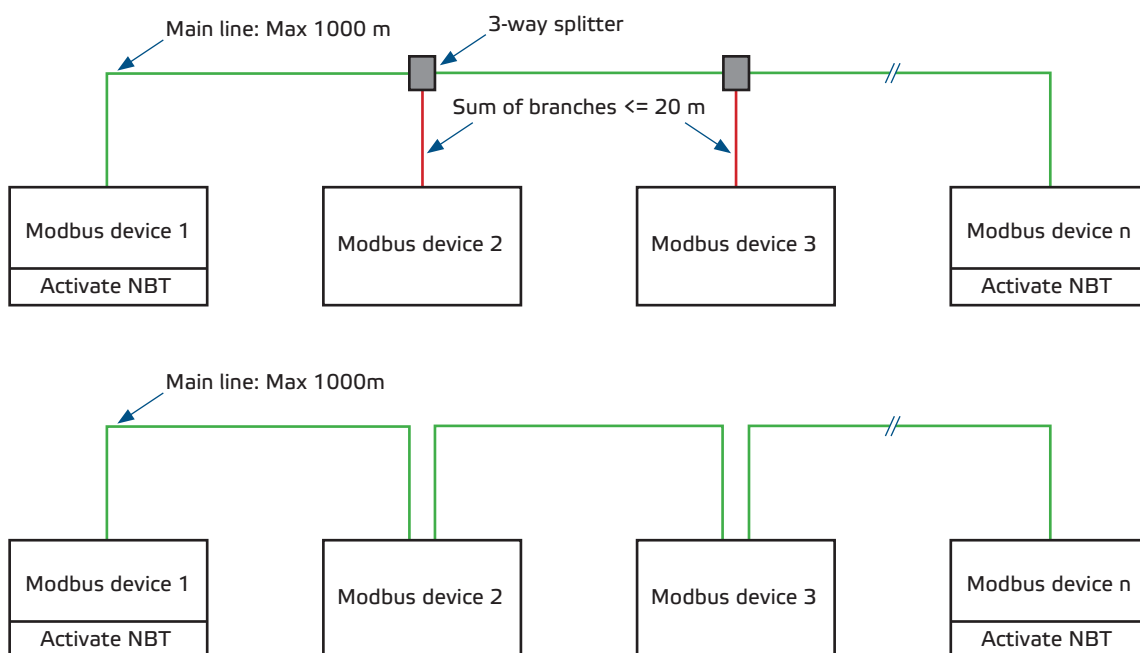 Main line: Max 1000 m
3-way splitter
Sum of branches <= 20 m
Modbus device 1
Activate NBT
Modbus device 2
Modbus device 3
Modbus device n
Activate NBT
Main line: Max 1000m
Modbus device 1
Activate NBT
Modbus device 2
Modbus device 3
Modbus device n
Activate NBT